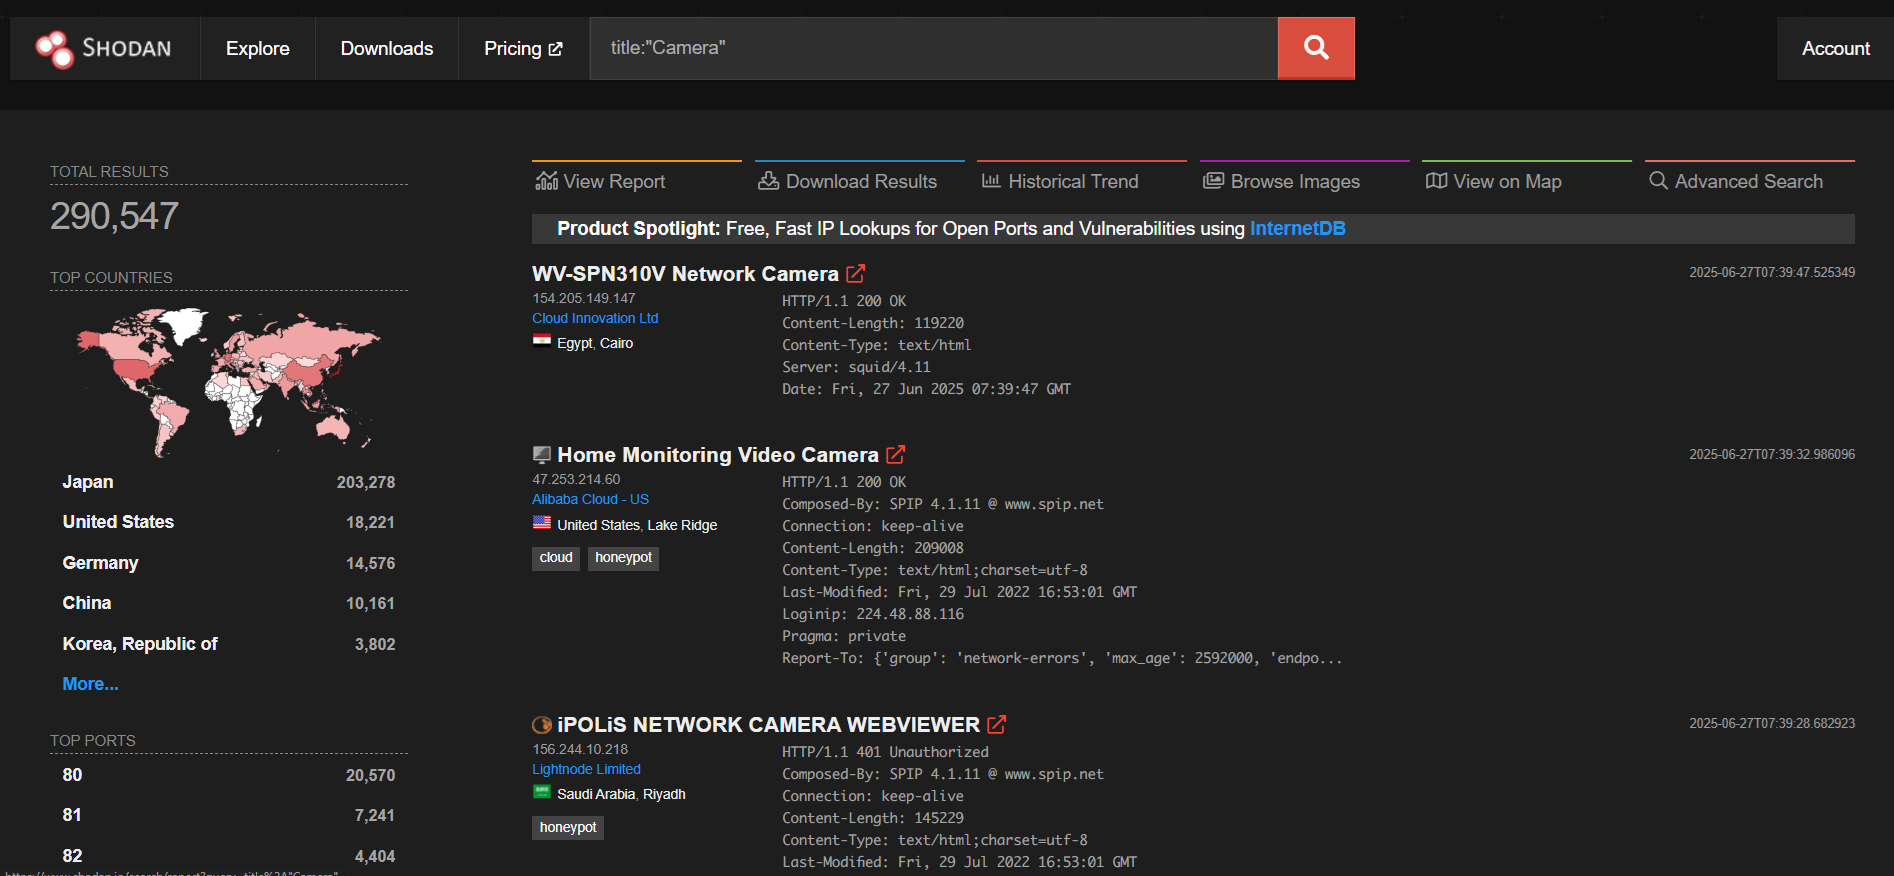 SHODAN
Explore
Downloads
Pricing
title:"Camera"
Account
TOTAL RESULTS
290,547
TOP COUNTRIES
Japan 203,278
United States 18,221
Germany 14,576
China 10,161
Korea, Republic of 3,802
More...
TOP PORTS
80 20,570
81 7,241
82 4,404
View Report
Download Results
Historical Trend
Browse Images
View on Map
Advanced Search
Product Spotlight: Free, Fast IP Lookups for Open Ports and Vulnerabilities using InternetDB
WV-SPN310V Network Camera
2025-06-27T07:39:47.525349
154.205.149.147
Cloud Innovation Ltd
Egypt, Cairo
HTTP/1.1 200 OK
Content-Length: 119220
Content-Type: text/html
Server: squid/4.11
Date: Fri, 27 Jun 2025 07:39:47 GMT
Home Monitoring Video Camera
2025-06-27T07:39:32.986096
47.253.214.60
Alibaba Cloud - US
United States, Lake Ridge
cloud
honeypot
HTTP/1.1 200 OK
Composed-By: SPIP 4.1.11 @ www.spip.net
Connection: keep-alive
Content-Length: 209008
Content-Type: text/html;charset=utf-8
Last-Modified: Fri, 29 Jul 2022 16:53:01 GMT
Loginip: 224.48.88.116
Pragma: private
Report-To: {'group': 'network-errors', 'max_age': 2592000, 'endpo...
iPOLiS NETWORK CAMERA WEBVIEWER
2025-06-27T07:39:28.682923
156.244.10.218
Lightnode Limited
Saudi Arabia, Riyadh
honeypot
HTTP/1.1 401 Unauthorized
Composed-By: SPIP 4.1.11 @ www.spip.net
Connection: keep-alive
Content-Length: 145229
Content-Type: text/html;charset=utf-8
Last-Modified: Fri, 29 Jul 2022 16:53:01 GMT